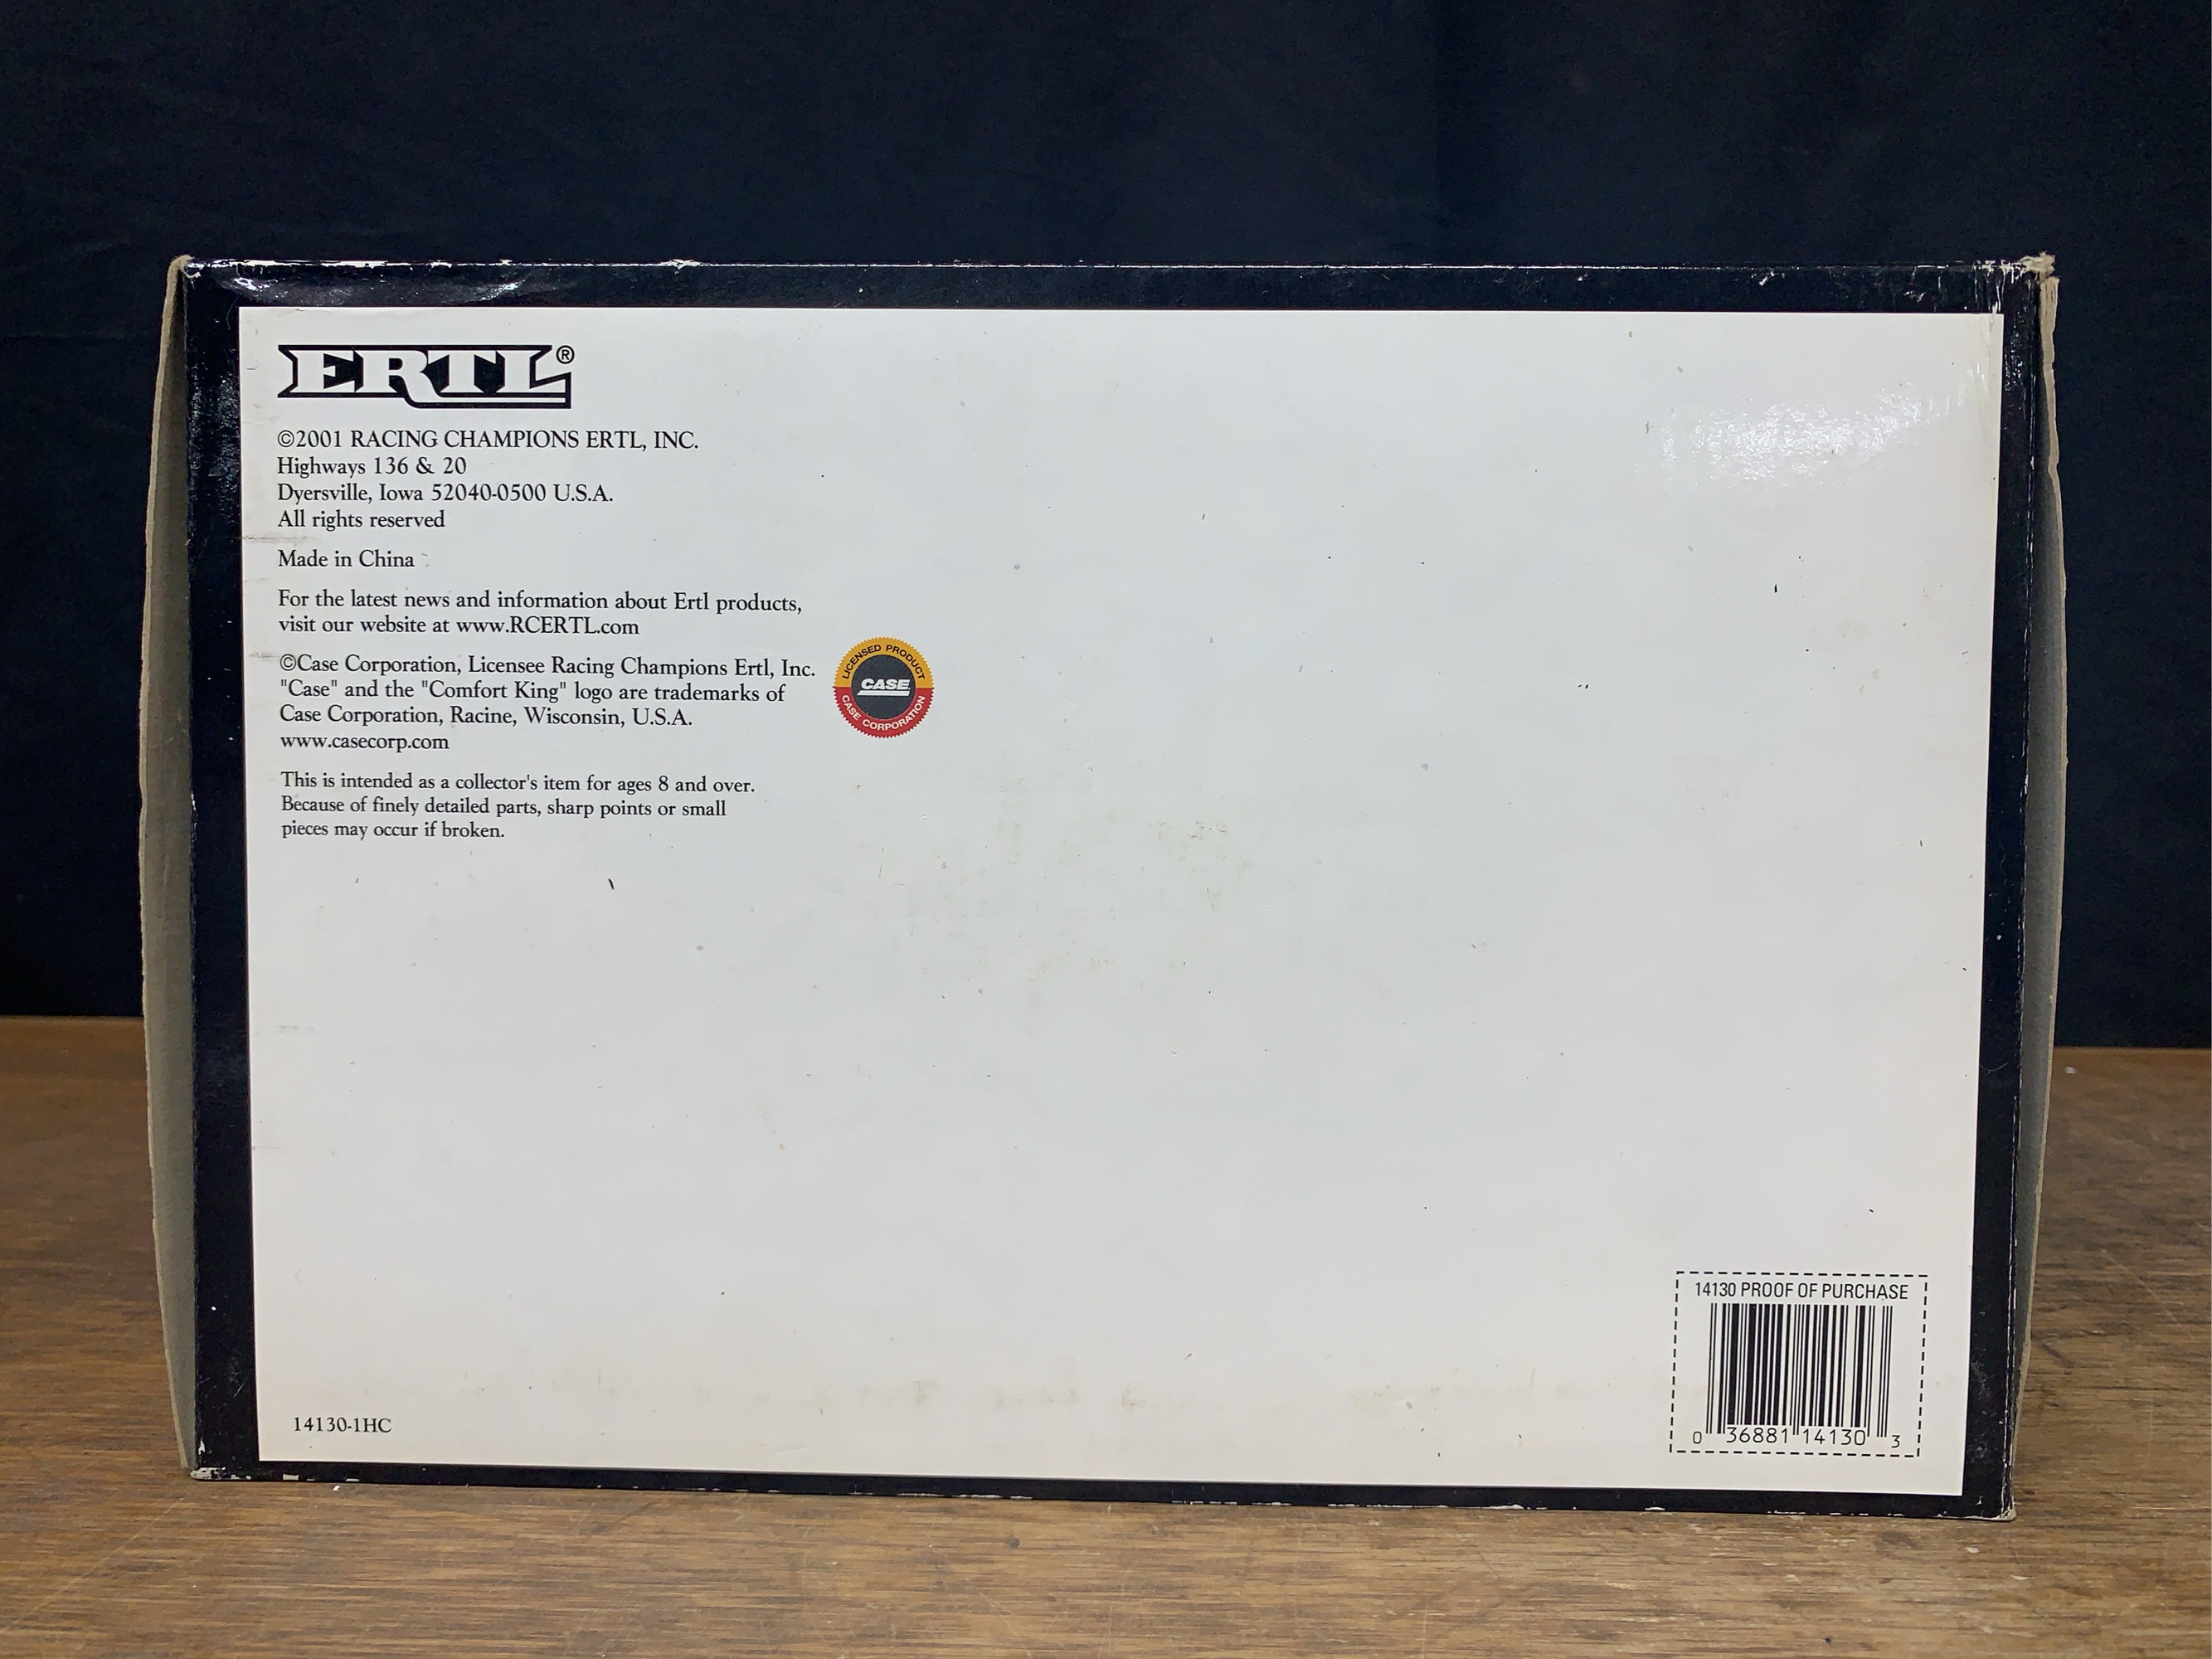 ERTL®
©2001 RACING CHAMPIONS ERTL, INC.
Highways 136 & 20
Dyersville, Iowa 52040-0500 U.S.A.
All rights reserved
Made in China
For the latest news and information about Ertl products,
visit our website at www.RCERTL.com
©Case Corporation, Licensee Racing Champions Ertl, Inc.
"Case" and the "Comfort King" logo are trademarks of
Case Corporation, Racine, Wisconsin, U.S.A.
www.casecorp.com
LICENSED PRODUCT
CASE
CASE CORPORATION
This is intended as a collector's item for ages 8 and over.
Because of finely detailed parts, sharp points or small
pieces may occur if broken.
14130-1HC
14130 PROOF OF PURCHASE
0 36881 14130 3